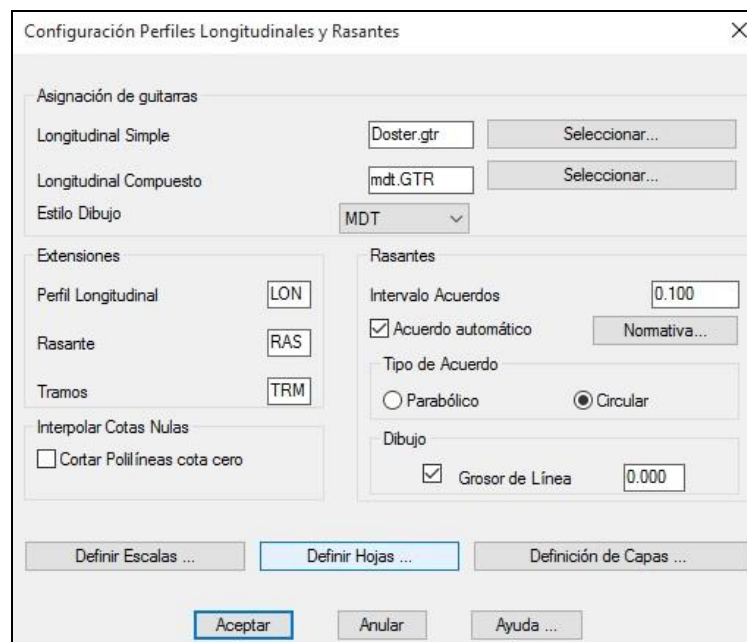 Configuración Perfiles Longitudinales y Rasantes
Asignación de guitarras
Longitudinal Simple Doster.gtr Seleccionar...
Longitudinal Compuesto mdt.GTR Seleccionar...
Estilo Dibujo MDT
Extensiones
Perfil Longitudinal LON
Rasante RAS
Tramos TRM
Interpolar Cotas Nulas
Cortar Polilíneas cota cero
Rasantes
Intervalo Acuerdos 0.100
Acuerdo automático Normativa...
Tipo de Acuerdo
Parabólico Circular
Dibujo
Grosor de Línea 0.000
Definir Escalas ... Definir Hojas ... Definición de Capas ...
Aceptar Anular Ayuda ...